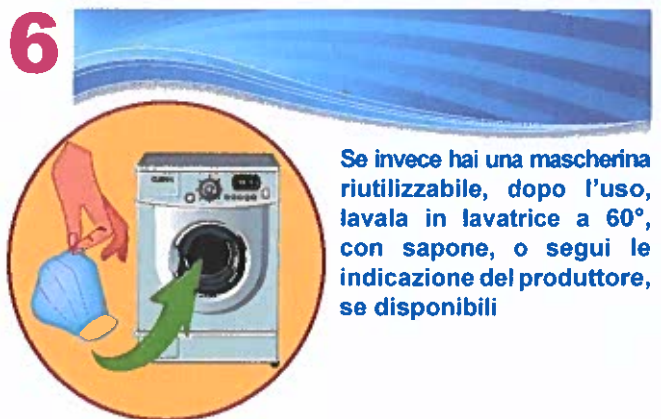 6
Se invece hai una mascherina
riutilizzabile, dopo l'uso,
lavala in lavatrice a 60°,
con sapone, o segui le
indicazione del produttore,
se disponibili